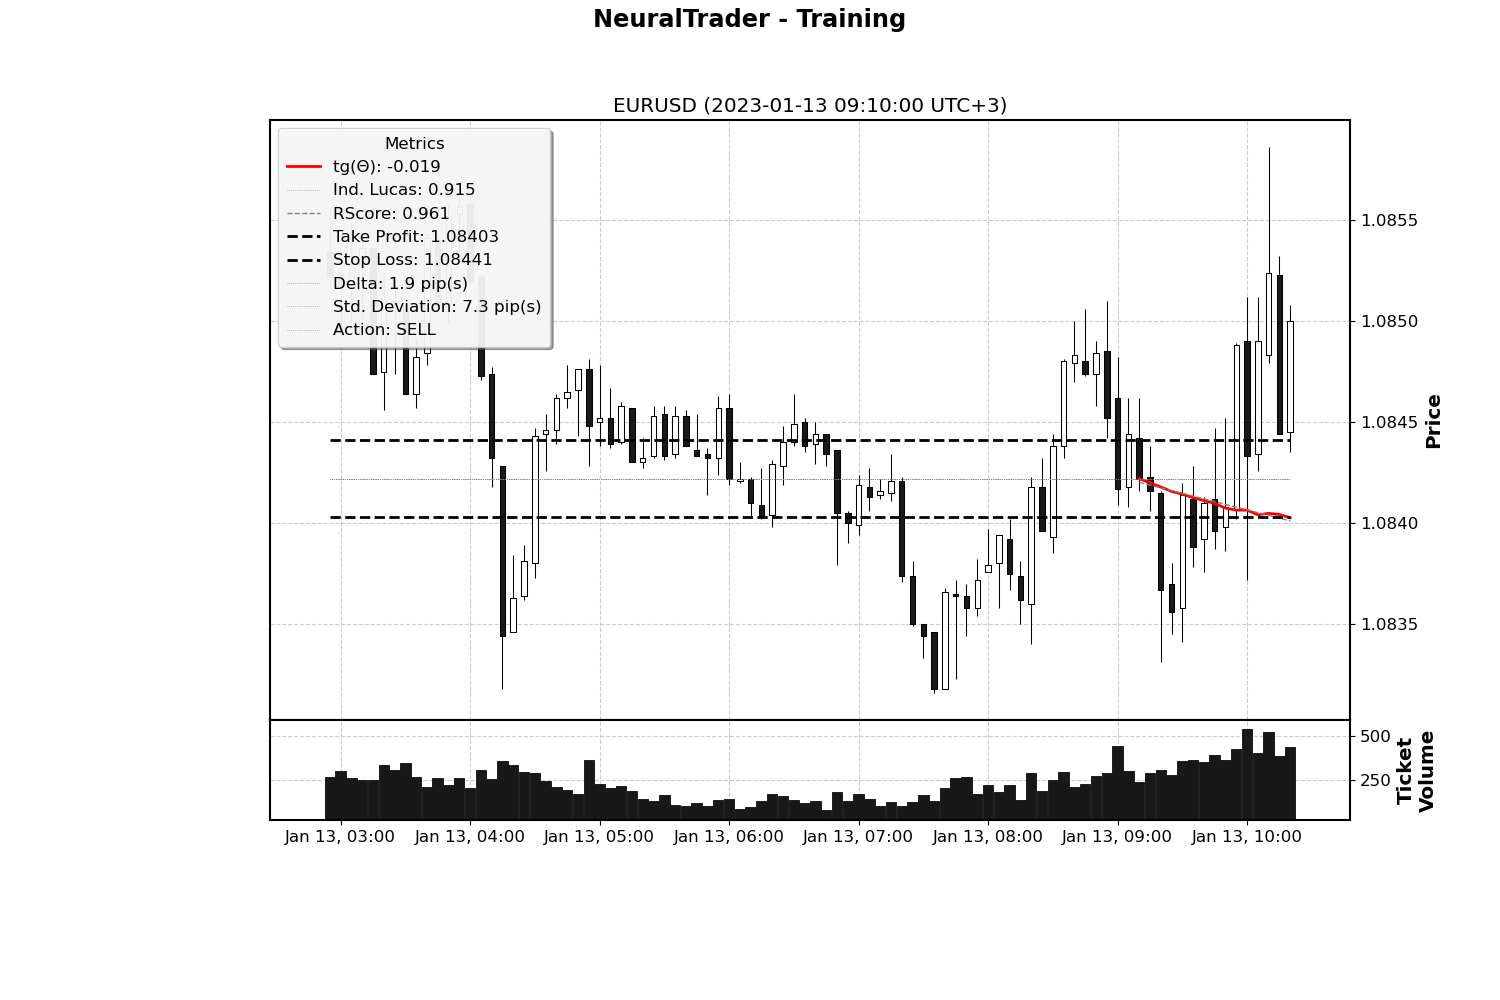 NeuralTrader - Training
EURUSD (2023-01-13 09:10:00 UTC+3)
Metrics
tg(Θ): -0.019
Ind. Lucas: 0.915
RScore: 0.961
Take Profit: 1.08403
Stop Loss: 1.08441
Delta: 1.9 pip(s)
Std. Deviation: 7.3 pip(s)
Action: SELL
1.0855
1.0850
1.0845
1.0840
1.0835
Price
500
250
Ticket
Volume
Jan 13, 03:00
Jan 13, 04:00
Jan 13, 05:00
Jan 13, 06:00
Jan 13, 07:00
Jan 13, 08:00
Jan 13, 09:00
Jan 13, 10:00